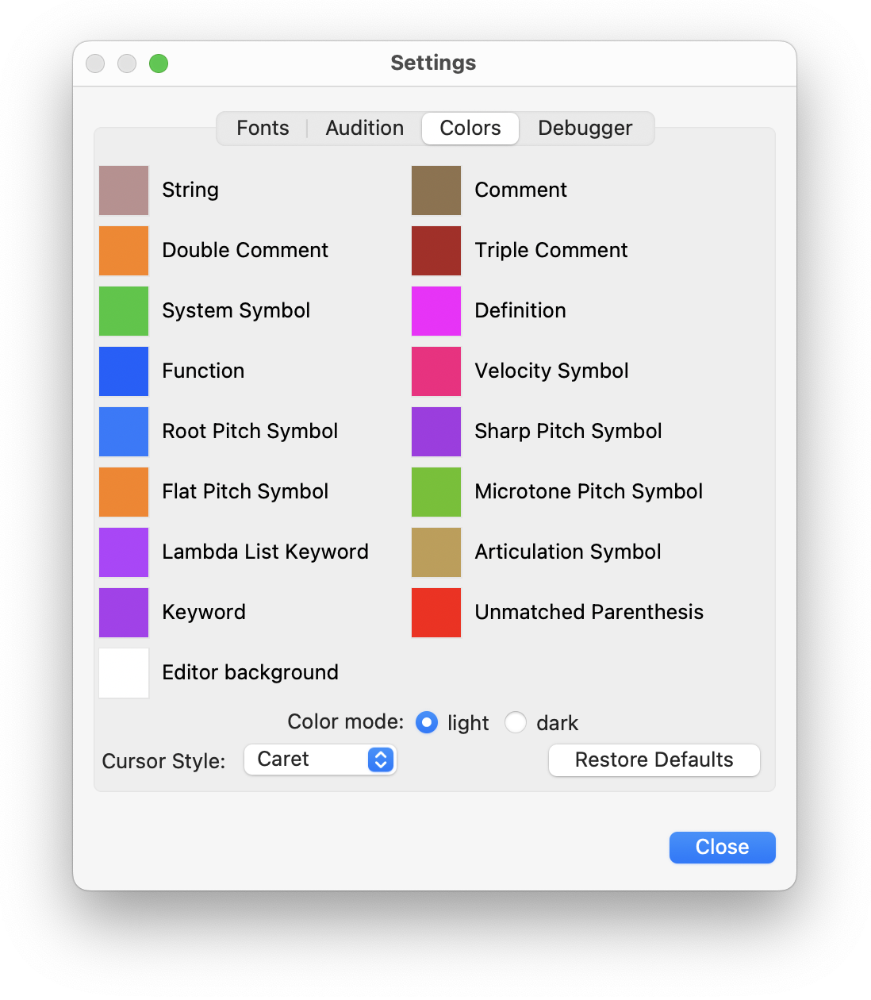 Settings
Fonts Audition Colors Debugger
String Comment
Double Comment Triple Comment
System Symbol Definition
Function Velocity Symbol
Root Pitch Symbol Sharp Pitch Symbol
Flat Pitch Symbol Microtone Pitch Symbol
Lambda List Keyword Articulation Symbol
Keyword Unmatched Parenthesis
Editor background
Color mode: light dark
Cursor Style: Caret Restore Defaults
Close